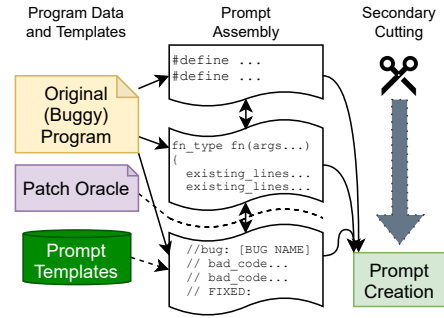 Program Data
and Templates
Prompt
Assembly
Secondary
Cutting
Original
(Buggy)
Program
Patch Oracle
Prompt
Templates
#define ...
#define ...
fn_type fn(args...)
{
existing_lines...
existing_lines...
//bug: [BUG NAME]
// bad_code...
// bad_code...
// FIXED:
Prompt
Creation